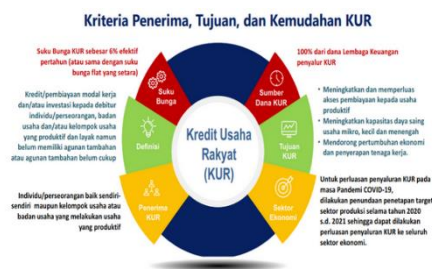 Kriteria Penerima, Tujuan, dan Kemudahan KUR
Suku Bunga KUR sebesar 6% efektif
pertahun (atau sama dengan suku
bunga flat yang setara)
Suku
Bunga
Kredit/pembiayaan modal kerja
dan/atau investasi kepada debitur
individu/perseorangan, badan
usaha dan/atau kelompok usaha
yang produktif dan layak namun
belum memiliki agunan tambahan
atau agunan tambahan belum cukup
Definisi
Individu/perseorangan baik sendiri-
sendiri maupun kelompok usaha atau
badan usaha yang melakukan usaha
yang produktif
Penerima
KUR
Kredit Usaha
Rakyat
(KUR)
100% dari dana Lembaga Keuangan
penyalur KUR
Sumber
Dana KUR
• Meningkatkan dan memperluas
akses pembiayaan kepada usaha
produktif
• Meningkatkan kapasitas daya saing
usaha mikro, kecil dan menengah
• Mendorong pertumbuhan ekonomi
dan penyerapan tenaga kerja.
Tujuan
KUR
Untuk perluasan penyaluran KUR pada
masa Pandemi COVID-19,
dilakukan penundaan penetapan target
sektor produksi selama tahun 2020
s.d. 2021 sehingga dapat dilakukan
perluasan penyaluran KUR ke seluruh
sektor ekonomi.
Sektor
Ekonomi